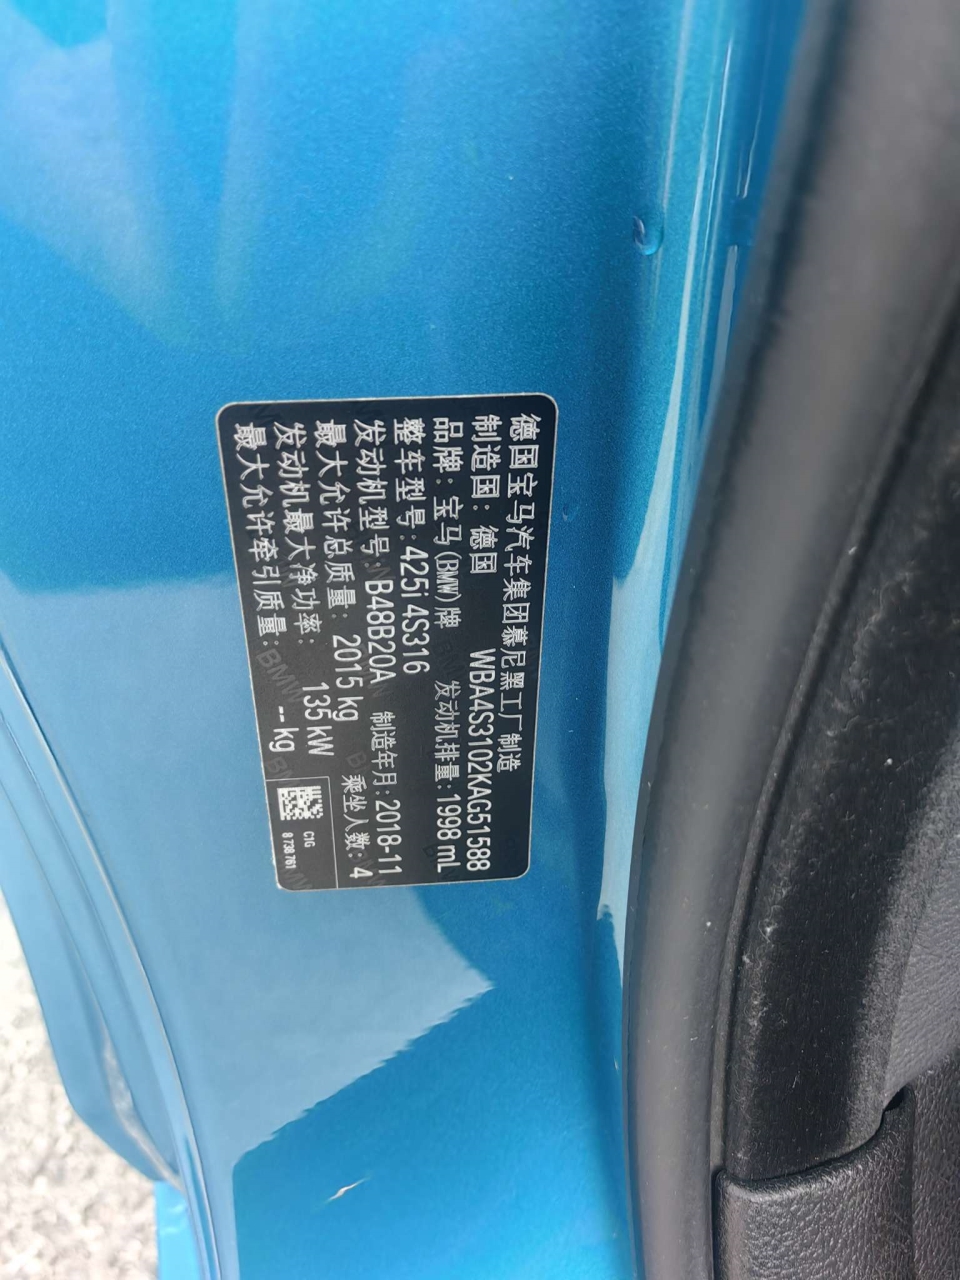 德国宝马汽车集团慕尼黑工厂制造
制造国：德国 WBA4S3102KAG51588
品牌：宝马(BMW)牌 发动机排量：1998 mL
整车型号：425i 4S316
发动机型号：B48B20A 制造年月：2018-11
最大允许总质量： 2015 kg 乘坐人数：4
发动机最大净功率： 135 kW
最大允许牵引质量： -- kg
C1G
8 738 761